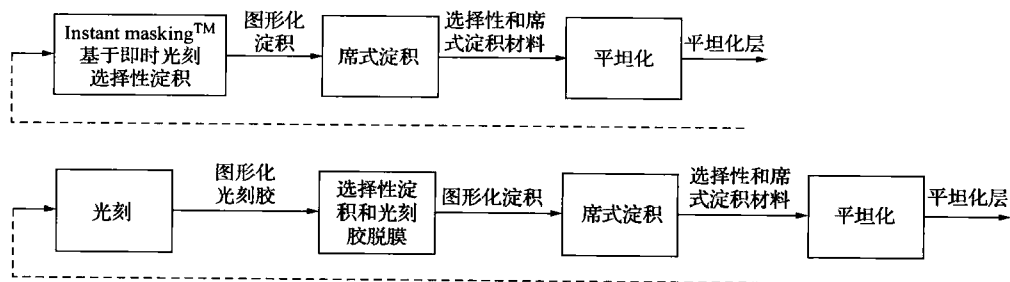 Instant masking™
基于即时光刻
选择性淀积
图形化
淀积
席式淀积
选择性和席
式淀积材料
平坦化
平坦化层
光刻
图形化
光刻胶
选择性淀
积和光刻
胶脱膜
图形化淀积
席式淀积
选择性和席
式淀积材料
平坦化
平坦化层